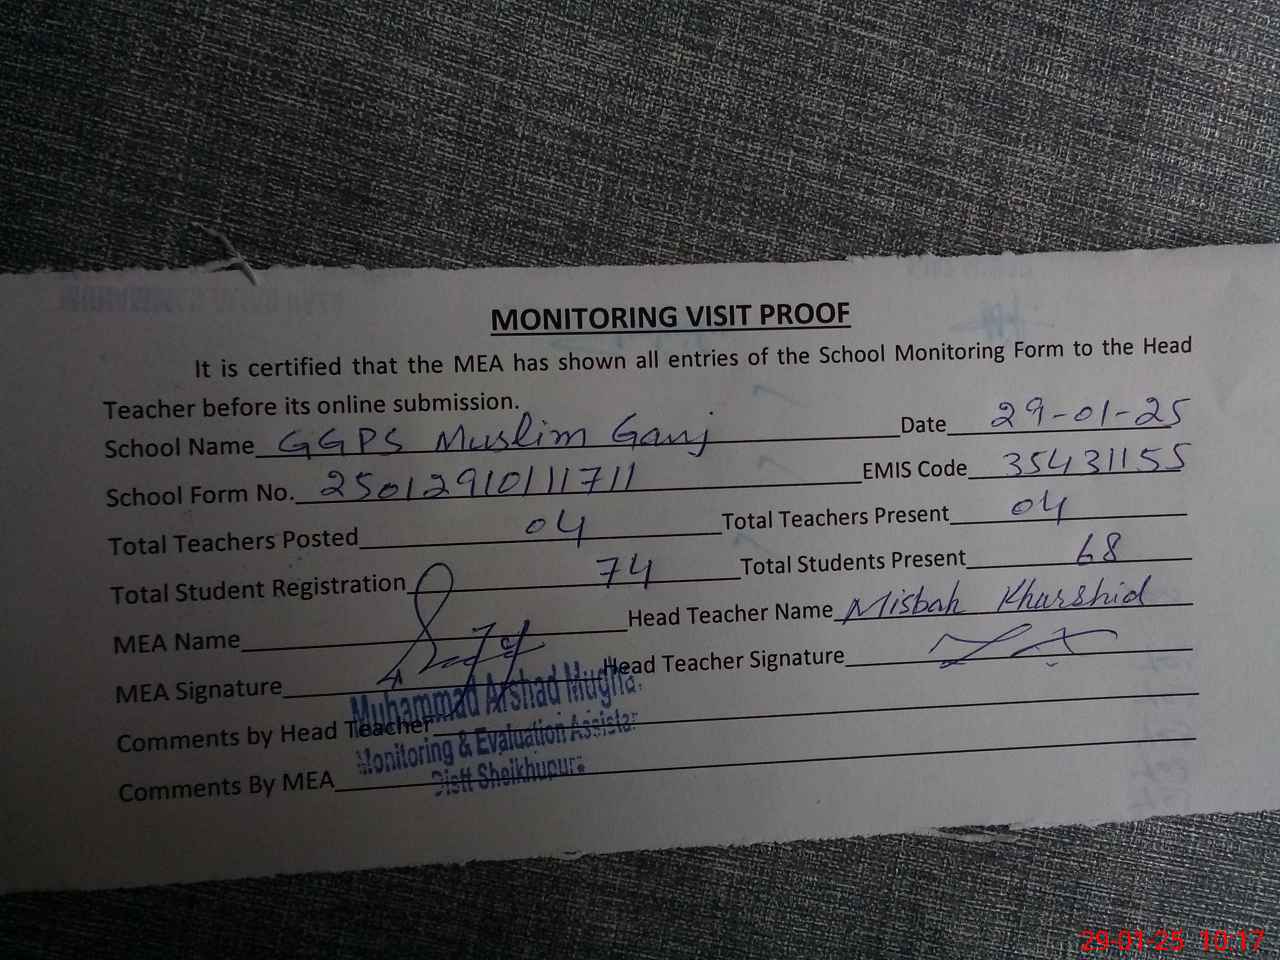 MONITORING VISIT PROOF
It is certified that the MEA has shown all entries of the School Monitoring Form to the Head
Teacher before its online submission.
School Name GGPS Muslim Ganj Date 29-01-25
School Form No. 25012910111711 EMIS Code 35431155
Total Teachers Posted 04 Total Teachers Present 04
Total Student Registration 74 Total Students Present 68
MEA Name Head Teacher Name Misbah Khurshid
MEA Signature Head Teacher Signature
Muhammad Arshad Mugha
Comments by Head Teacher
Monitoring & Evaluation Assista
Distt Sheikhupura
Comments By MEA
29-01-25 10:17